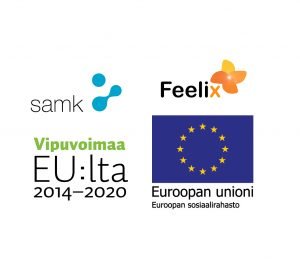 samk
Feelix
Vipuvoimaa
EU:lta
2014–2020
Euroopan unioni
Euroopan sosiaalirahasto